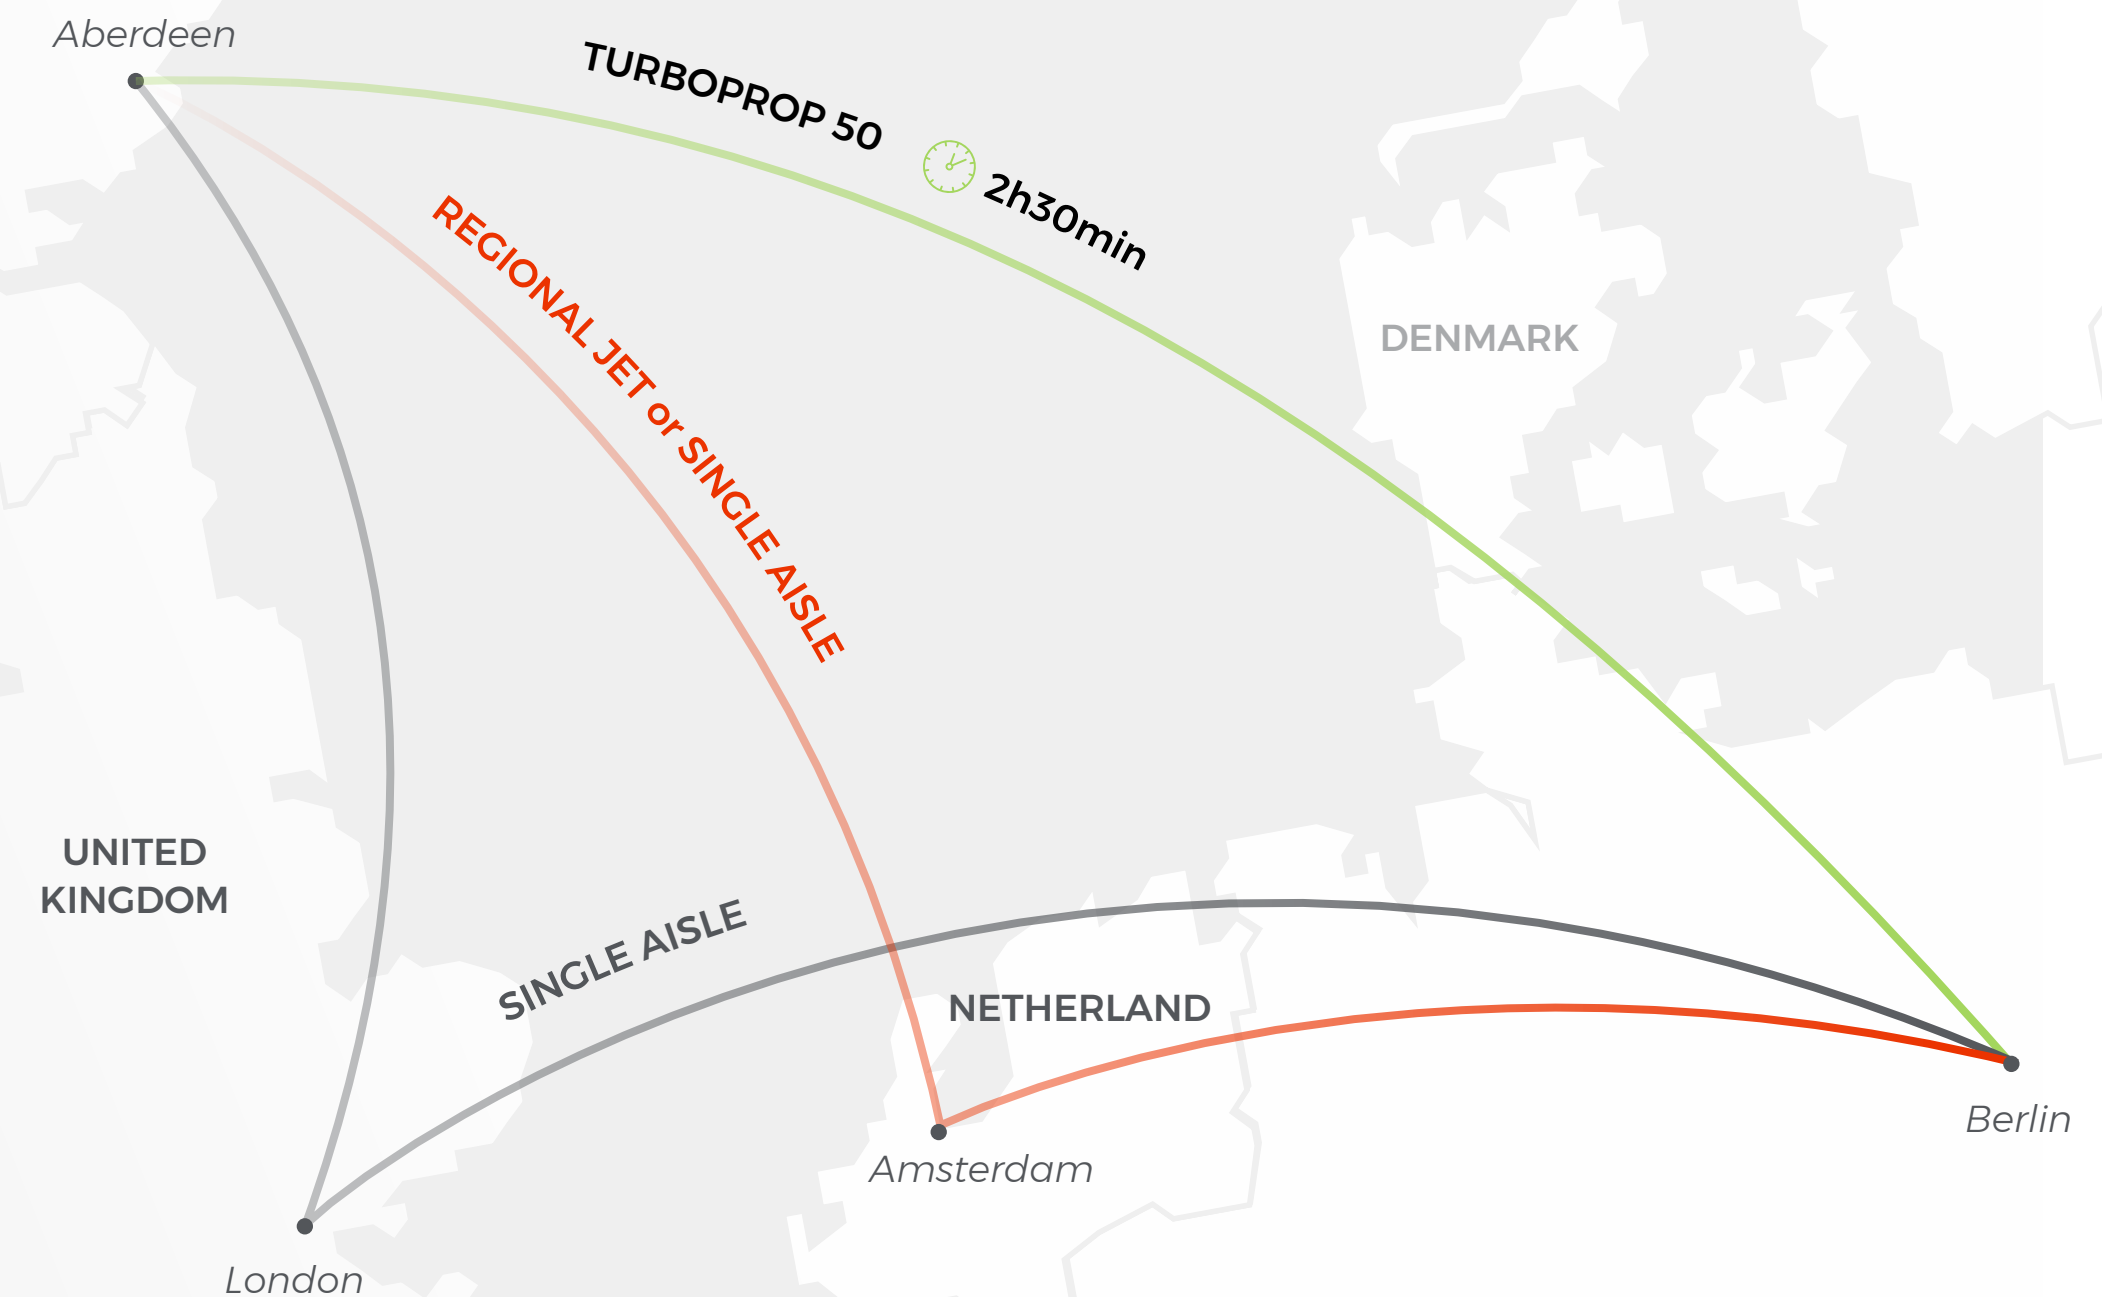 Aberdeen
TURBOPROP 50
2h30min
REGIONAL JET or SINGLE AISLE
DENMARK
UNITED
KINGDOM
SINGLE AISLE
NETHERLAND
Berlin
Amsterdam
London